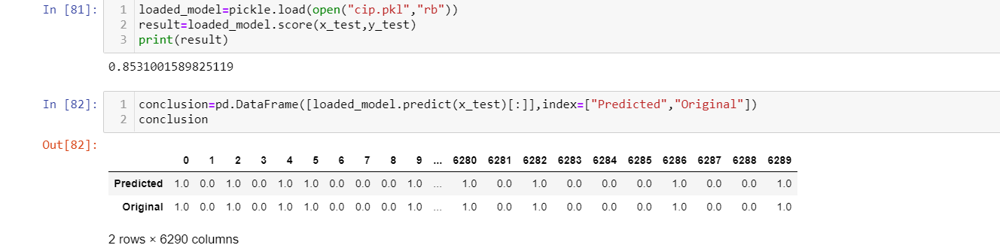 In [81]:
1 loaded_model=pickle.load(open("cip.pkl","rb"))
2 result=loaded_model.score(x_test,y_test)
3 print(result)
0.8531001589825119
In [82]:
1 conclusion=pd.DataFrame([loaded_model.predict(x_test)[:]],index=["Predicted","Original"])
2 conclusion
Out[82]:
0 1 2 3 4 5 6 7 8 9 ... 6280 6281 6282 6283 6284 6285 6286 6287 6288 6289
Predicted 1.0 0.0 1.0 0.0 1.0 1.0 0.0 0.0 0.0 1.0 ... 1.0 0.0 1.0 0.0 0.0 0.0 1.0 0.0 0.0 1.0
Original 1.0 0.0 1.0 0.0 1.0 1.0 0.0 0.0 0.0 1.0 ... 1.0 0.0 1.0 0.0 0.0 0.0 1.0 0.0 0.0 1.0
2 rows × 6290 columns